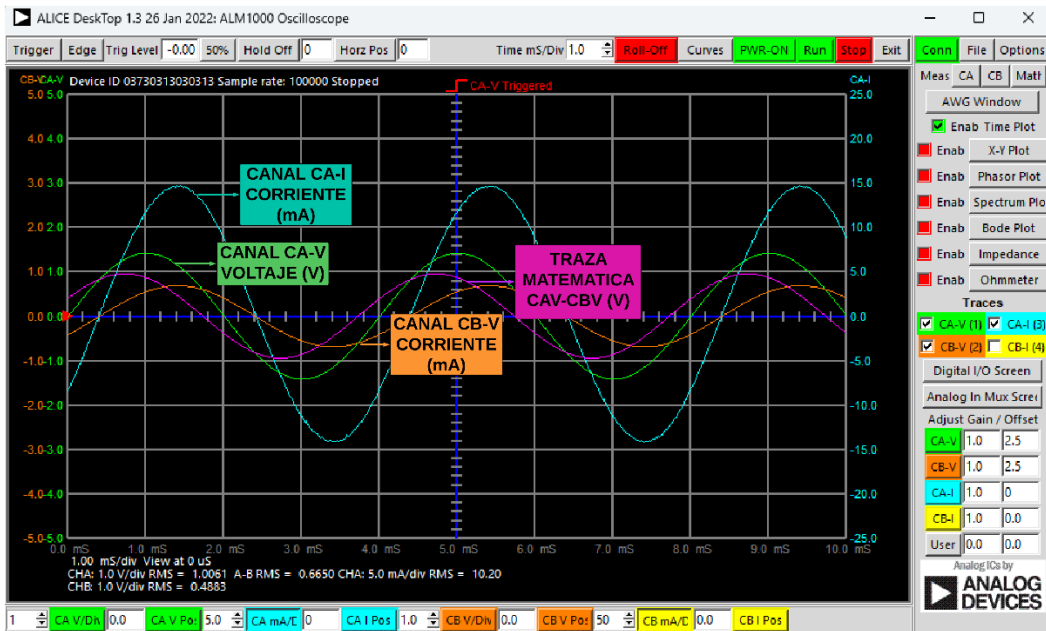 ALICE DeskTop 1.3 26 Jan 2022: ALM1000 Oscilloscope
Trigger Edge Trig Level -0.00 50% Hold Off 0 Horz Pos 0 Time mS/Div 1.0 Roll-Off Curves PWR-ON Run Stop Exit Conn File Options
CB-V CA-V Device ID 03730313030313 Sample rate: 100000 Stopped CA-I
CA-V Triggered
5.0 5.0 25.0
4.0 4.0 20.0
3.0 3.0 15.0
2.0 2.0 10.0
1.0 1.0 5.0
0.0 0.0 0.0
-1.0 -1.0 -5.0
-2.0 -2.0 -10.0
-3.0 -3.0 -15.0
-4.0 -4.0 -20.0
-5.0 -5.0 -25.0
CANAL CA-I
CORRIENTE
(mA)
CANAL CA-V
VOLTAJE (V)
TRAZA
MATEMATICA
CAV-CBV (V)
CANAL CB-V
CORRIENTE
(mA)
0.0 mS 1.0 mS 2.0 mS 3.0 mS 4.0 mS 5.0 mS 6.0 mS 7.0 mS 8.0 mS 9.0 mS 10.0 mS
1.00 mS/div View at 0 uS
CHA: 1.0 V/div RMS = 1.0061 A-B RMS = 0.6650 CHA: 5.0 mA/div RMS = 10.20
CHB: 1.0 V/div RMS = 0.4883
1 CA V/Div 0.0 CA V Pos 5.0 CA mA/D 0 CA I Pos 1.0 CB V/Div 0.0 CB V Pos 50 CB mA/D 0.0 CB I Pos
Meas CA CB Math
AWG Window
Enab Time Plot
Enab X-Y Plot
Enab Phasor Plot
Enab Spectrum Plo
Enab Bode Plot
Enab Impedance
Enab Ohmmeter
Traces
CA-V (1) CA-I (3)
CB-V (2) CB-I (4)
Digital I/O Screen
Analog In Mux Scree
Adjust Gain / Offset
CA-V 1.0 2.5
CB-V 1.0 2.5
CA-I 1.0 0
CB-I 1.0 0.0
User 0.0 0.0
Analog ICs by
ANALOG
DEVICES